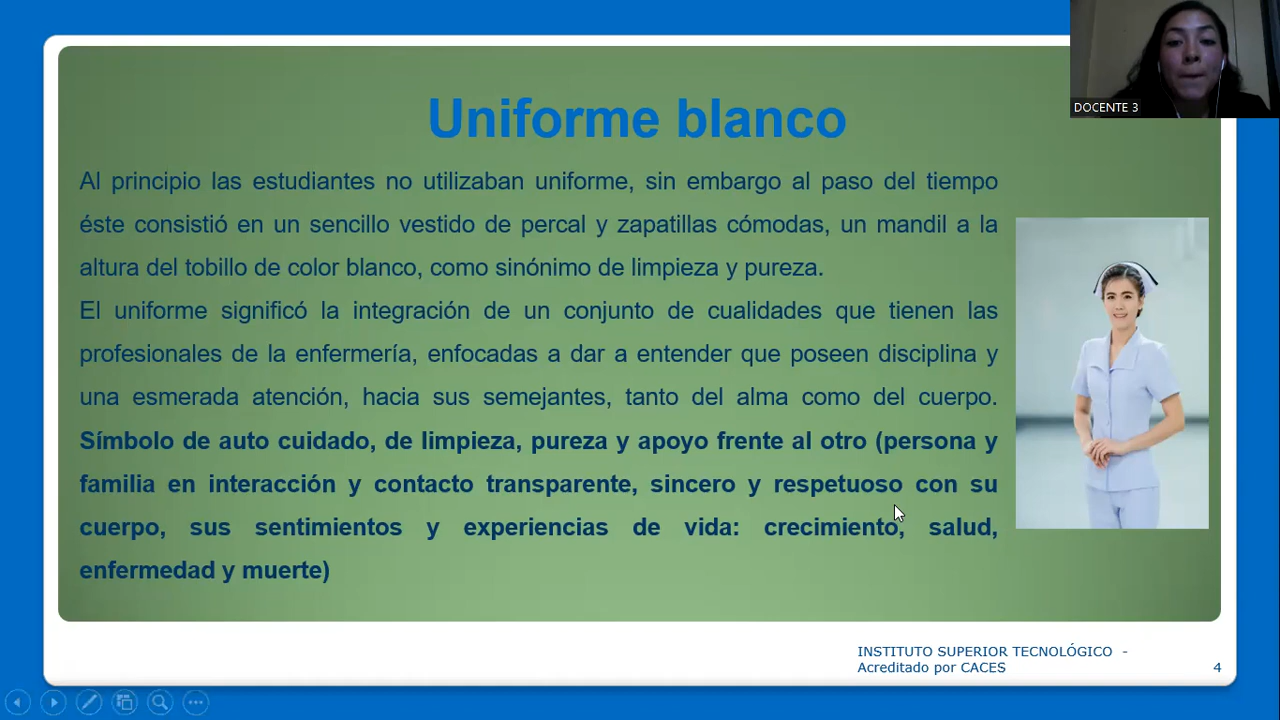 DOCENTE 3
Uniforme blanco
Al principio las estudiantes no utilizaban uniforme, sin embargo al paso del tiempo
éste consistió en un sencillo vestido de percal y zapatillas cómodas, un mandil a la
altura del tobillo de color blanco, como sinónimo de limpieza y pureza.
El uniforme significó la integración de un conjunto de cualidades que tienen las
profesionales de la enfermería, enfocadas a dar a entender que poseen disciplina y
una esmerada atención, hacia sus semejantes, tanto del alma como del cuerpo.
Símbolo de auto cuidado, de limpieza, pureza y apoyo frente al otro (persona y
familia en interacción y contacto transparente, sincero y respetuoso con su
cuerpo, sus sentimientos y experiencias de vida: crecimiento, salud,
enfermedad y muerte)
INSTITUTO SUPERIOR TECNOLÓGICO -
Acreditado por CACES
4